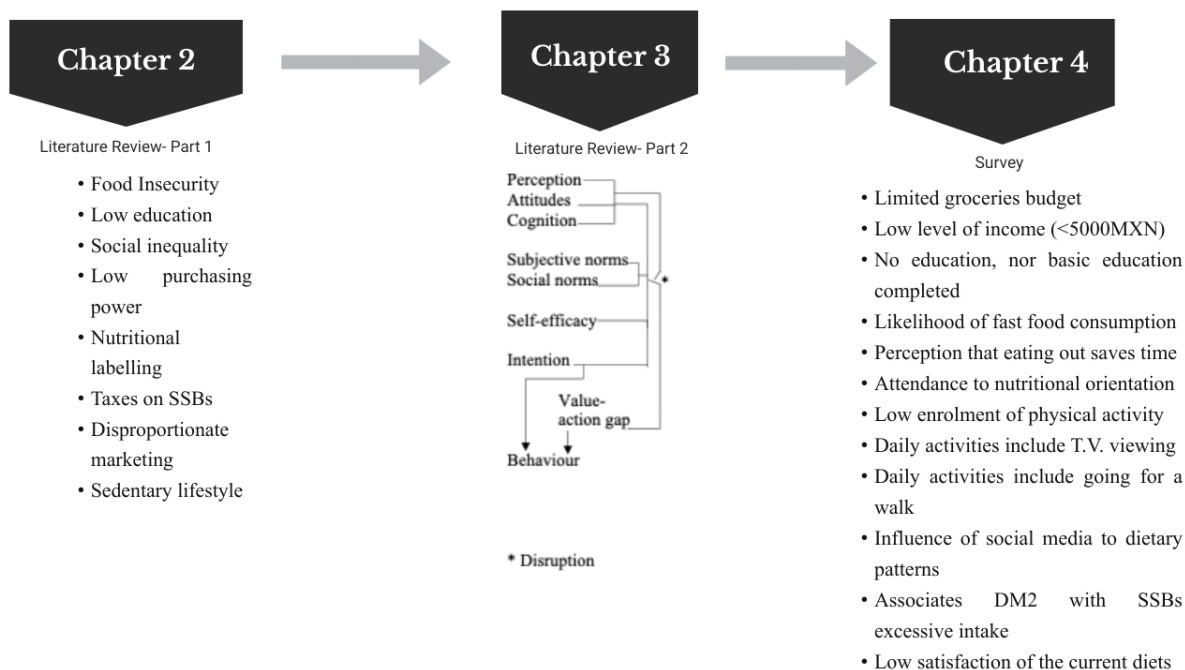 Chapter 2
Literature Review- Part 1
• Food Insecurity
• Low education
• Social inequality
• Low purchasing
power
• Nutritional
labelling
• Taxes on SSBs
• Disproportionate
marketing
• Sedentary lifestyle
Chapter 3
Literature Review- Part 2
Perception
Attitudes
Cognition
Subjective norms
Social norms
*
Self-efficacy
Intention
Value-
action gap
Behaviour
* Disruption
Chapter 4
Survey
• Limited groceries budget
• Low level of income (<5000MXN)
• No education, nor basic education
completed
• Likelihood of fast food consumption
• Perception that eating out saves time
• Attendance to nutritional orientation
• Low enrolment of physical activity
• Daily activities include T.V. viewing
• Daily activities include going for a
walk
• Influence of social media to dietary
patterns
• Associates DM2 with SSBs
excessive intake
• Low satisfaction of the current diets